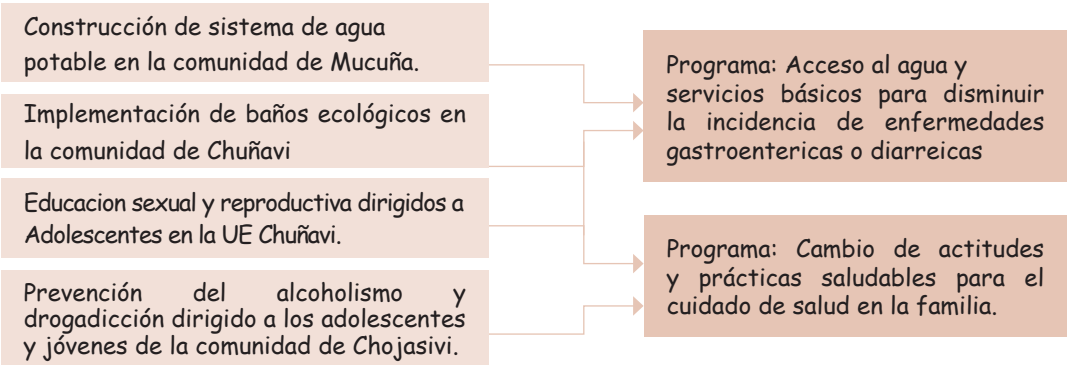 Construcción de sistema de agua
potable en la comunidad de Mucuña.
Implementación de baños ecológicos en
la comunidad de Chuñavi
Educacion sexual y reproductiva dirigidos a
Adolescentes en la UE Chuñavi.
Prevención del alcoholismo y
drogadicción dirigido a los adolescentes
y jóvenes de la comunidad de Chojasivi.
Programa: Acceso al agua y
servicios básicos para disminuir
la incidencia de enfermedades
gastroentericas o diarreicas
Programa: Cambio de actitudes
y prácticas saludables para el
cuidado de salud en la familia.